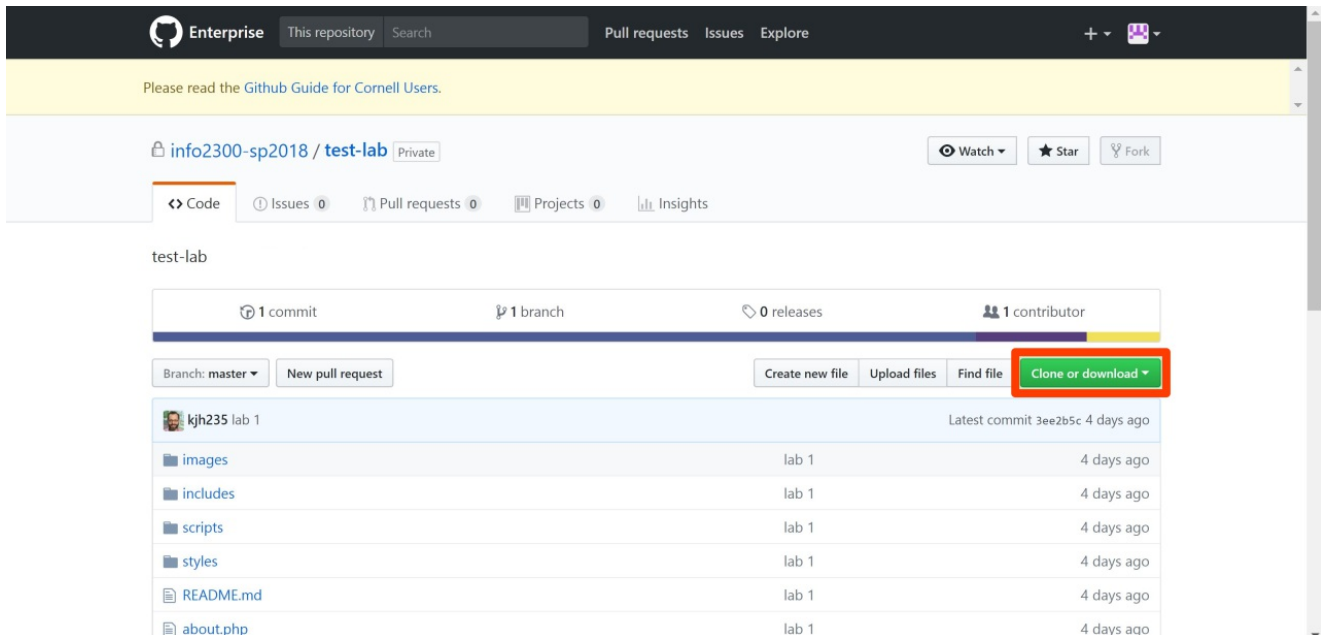 Enterprise This repository Search Pull requests Issues Explore
Please read the Github Guide for Cornell Users.
info2300-sp2018 / test-lab Private Watch Star Fork
Code Issues 0 Pull requests 0 Projects 0 Insights
test-lab
1 commit 1 branch 0 releases 1 contributor
Branch: master New pull request Create new file Upload files Find file Clone or download
kjh235 lab 1 Latest commit 3ee2b5c 4 days ago
images lab 1 4 days ago
includes lab 1 4 days ago
scripts lab 1 4 days ago
styles lab 1 4 days ago
README.md lab 1 4 days ago
about.php lab 1 4 days ago